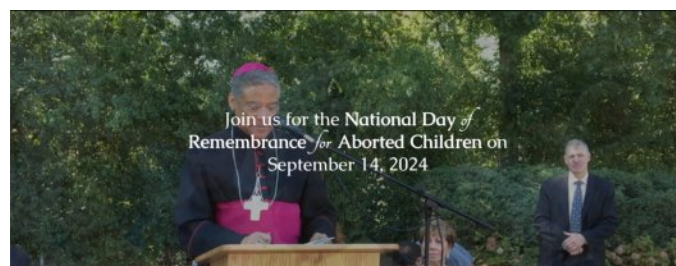 Join us for the National Day of
Remembrance for Aborted Children on
September 14, 2024